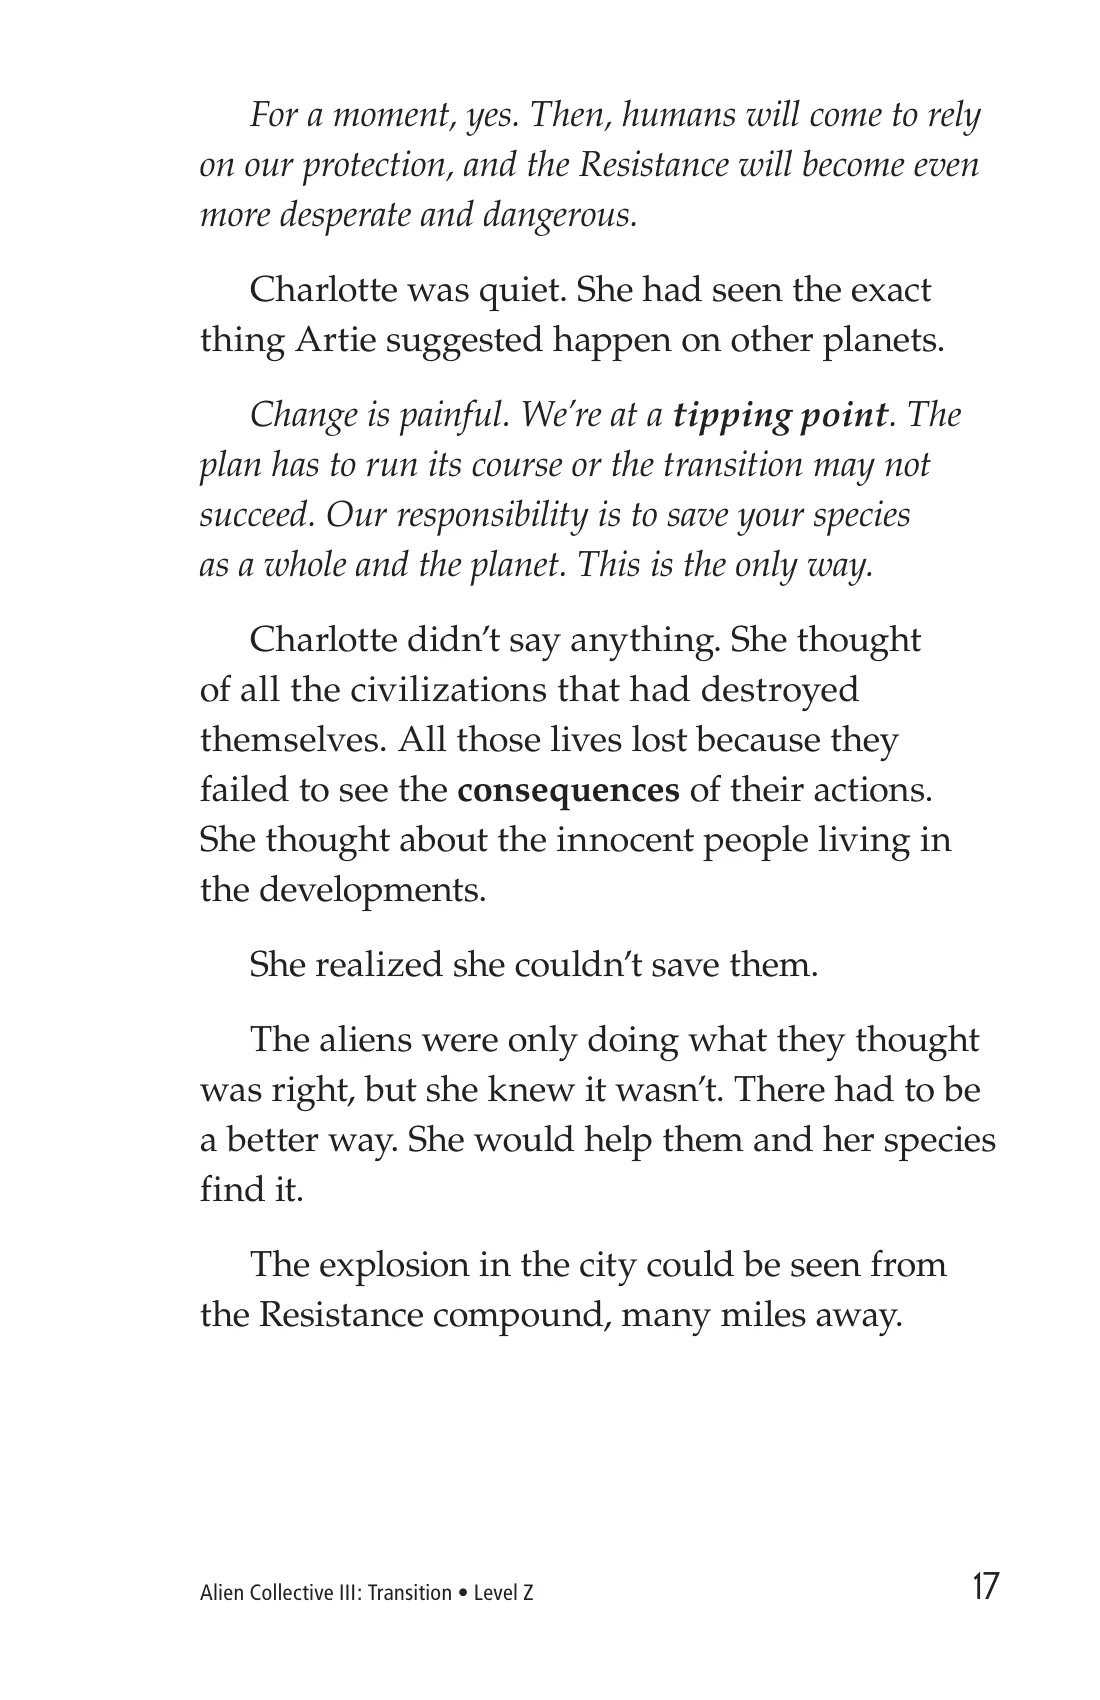 For a moment, yes. Then, humans will come to rely
on our protection, and the Resistance will become even
more desperate and dangerous.
Charlotte was quiet. She had seen the exact
thing Artie suggested happen on other planets.
Change is painful. We’re at a tipping point. The
plan has to run its course or the transition may not
succeed. Our responsibility is to save your species
as a whole and the planet. This is the only way.
Charlotte didn’t say anything. She thought
of all the civilizations that had destroyed
themselves. All those lives lost because they
failed to see the consequences of their actions.
She thought about the innocent people living in
the developments.
She realized she couldn’t save them.
The aliens were only doing what they thought
was right, but she knew it wasn’t. There had to be
a better way. She would help them and her species
find it.
The explosion in the city could be seen from
the Resistance compound, many miles away.
Alien Collective III: Transition • Level Z
17